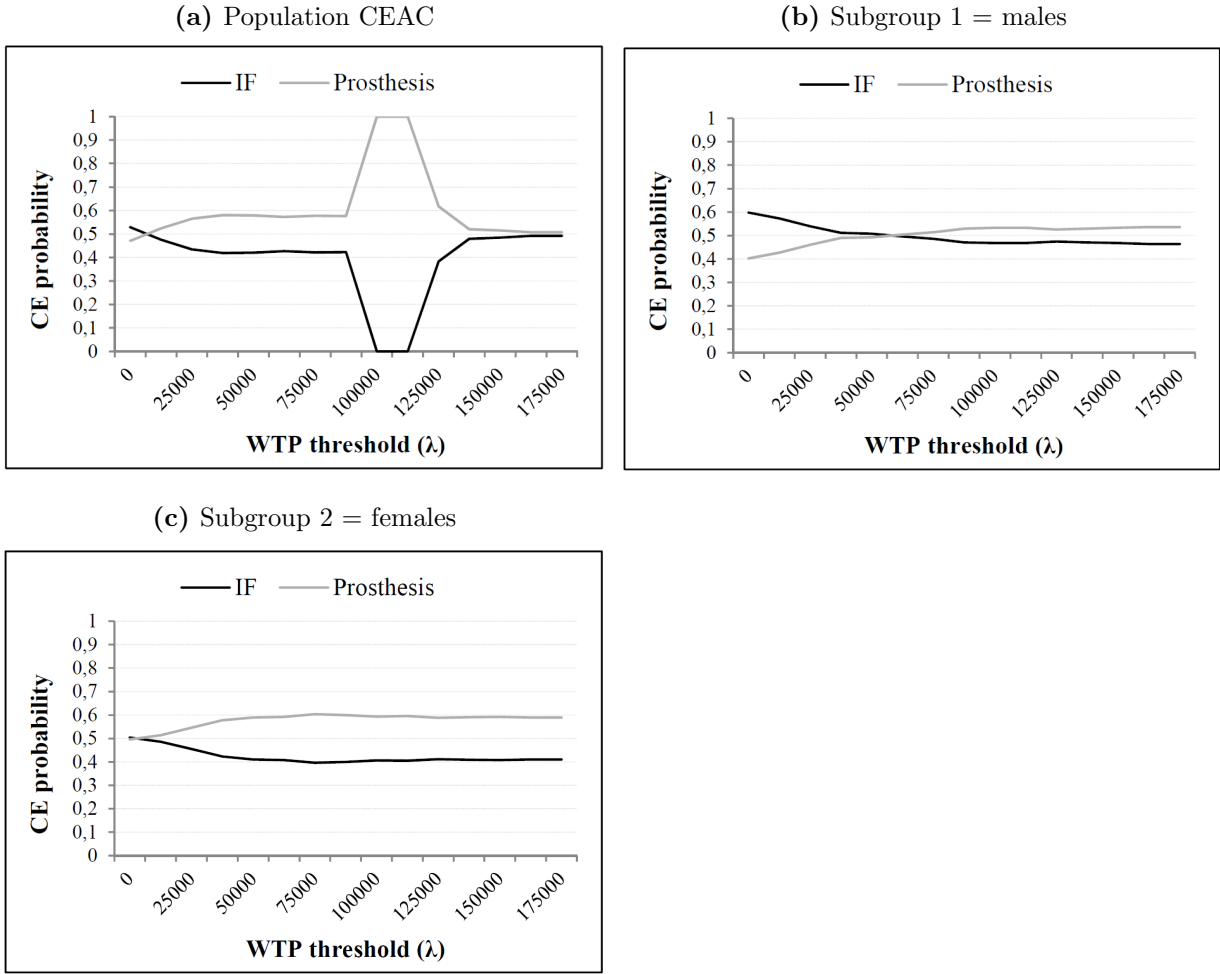 (a) Population CEAC
IF Prosthesis
CE probability
1
0,9
0,8
0,7
0,6
0,5
0,4
0,3
0,2
0,1
0
0 25000 50000 75000 100000 125000 150000 175000
WTP threshold (λ)
(b) Subgroup 1 = males
IF Prosthesis
CE probability
1
0,9
0,8
0,7
0,6
0,5
0,4
0,3
0,2
0,1
0
0 25000 50000 75000 100000 125000 150000 175000
WTP threshold (λ)
(c) Subgroup 2 = females
IF Prosthesis
CE probability
1
0,9
0,8
0,7
0,6
0,5
0,4
0,3
0,2
0,1
0
0 25000 50000 75000 100000 125000 150000 175000
WTP threshold (λ)